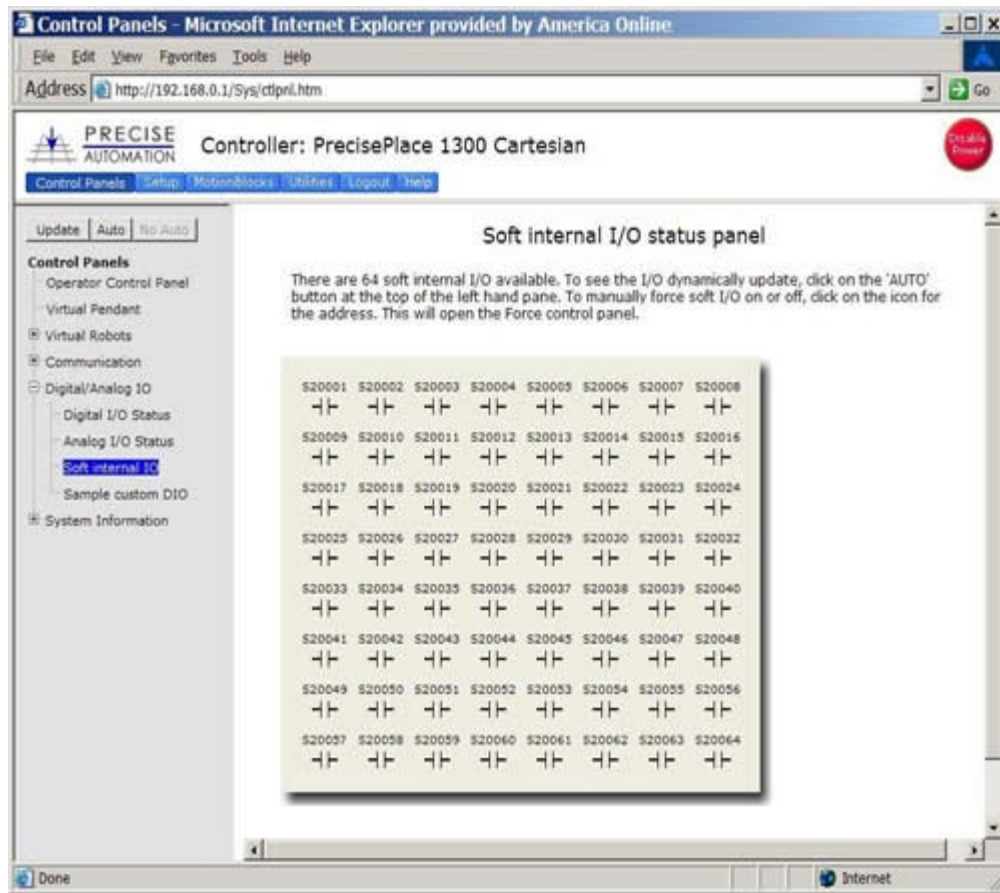 Control Panels - Microsoft Internet Explorer provided by America Online
File Edit View Favorites Tools Help
Address http://192.168.0.1/Sys/ctlpnl.htm Go
PRECISE
AUTOMATION
Controller: PrecisePlace 1300 Cartesian
Disable
Power
Control Panels Setup MotionBlocks Utilities Logout Help
Update Auto No Auto
Control Panels
Operator Control Panel
Virtual Pendant
Virtual Robots
Communication
Digital/Analog IO
Digital I/O Status
Analog I/O Status
Soft internal IO
Sample custom DIO
System Information
Soft internal I/O status panel
There are 64 soft internal I/O available. To see the I/O dynamically update, click on the 'AUTO'
button at the top of the left hand pane. To manually force soft I/O on or off, click on the icon for
the address. This will open the Force control panel.
S20001 S20002 S20003 S20004 S20005 S20006 S20007 S20008
S20009 S20010 S20011 S20012 S20013 S20014 S20015 S20016
S20017 S20018 S20019 S20020 S20021 S20022 S20023 S20024
S20025 S20026 S20027 S20028 S20029 S20030 S20031 S20032
S20033 S20034 S20035 S20036 S20037 S20038 S20039 S20040
S20041 S20042 S20043 S20044 S20045 S20046 S20047 S20048
S20049 S20050 S20051 S20052 S20053 S20054 S20055 S20056
S20057 S20058 S20059 S20060 S20061 S20062 S20063 S20064
Done
Internet